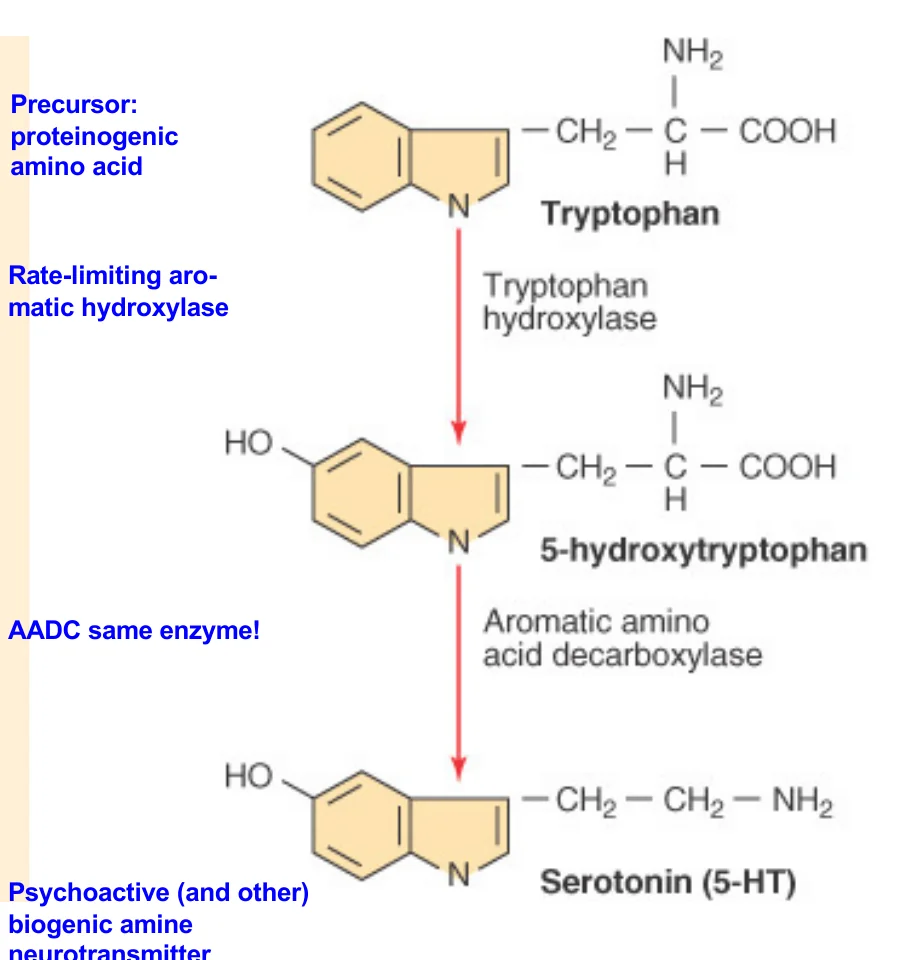 NH₂
Precursor:
proteinogenic
amino acid
CH₂ C COOH
H
N
Tryptophan
Rate-limiting aro-
matic hydroxylase
Tryptophan
hydroxylase
NH₂
HO
CH₂ C COOH
H
N
5-hydroxytryptophan
AADC same enzyme!
Aromatic amino
acid decarboxylase
HO
CH₂ CH₂ NH₂
N
Serotonin (5-HT)
Psychoactive (and other)
biogenic amine
neurotransmitter